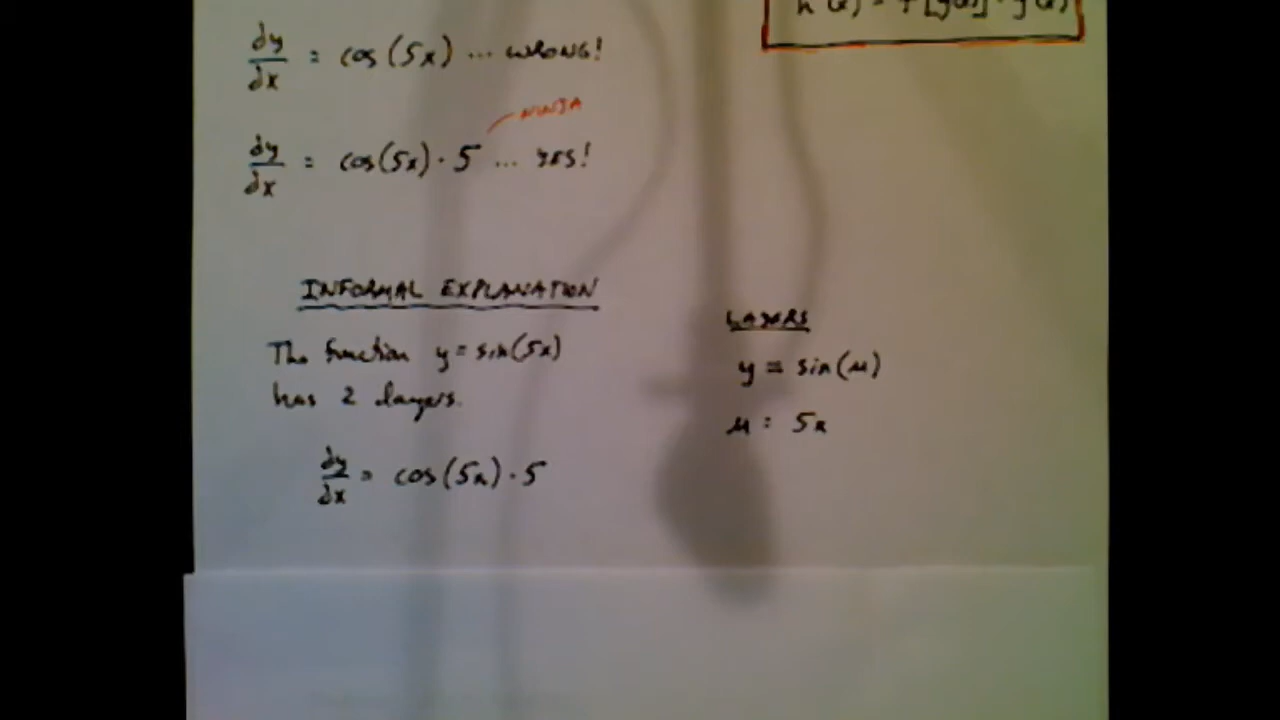 h'(x) = f'[g(x)] · g'(x)
dy/dx = cos(5x) ... WRONG!
NINJA
dy/dx = cos(5x) · 5 ... YES!
INFORMAL EXPLANATION
The function y = sin(5x)
has 2 layers.
dy/dx = cos(5x) · 5
LAYERS
y = sin(u)
u = 5x